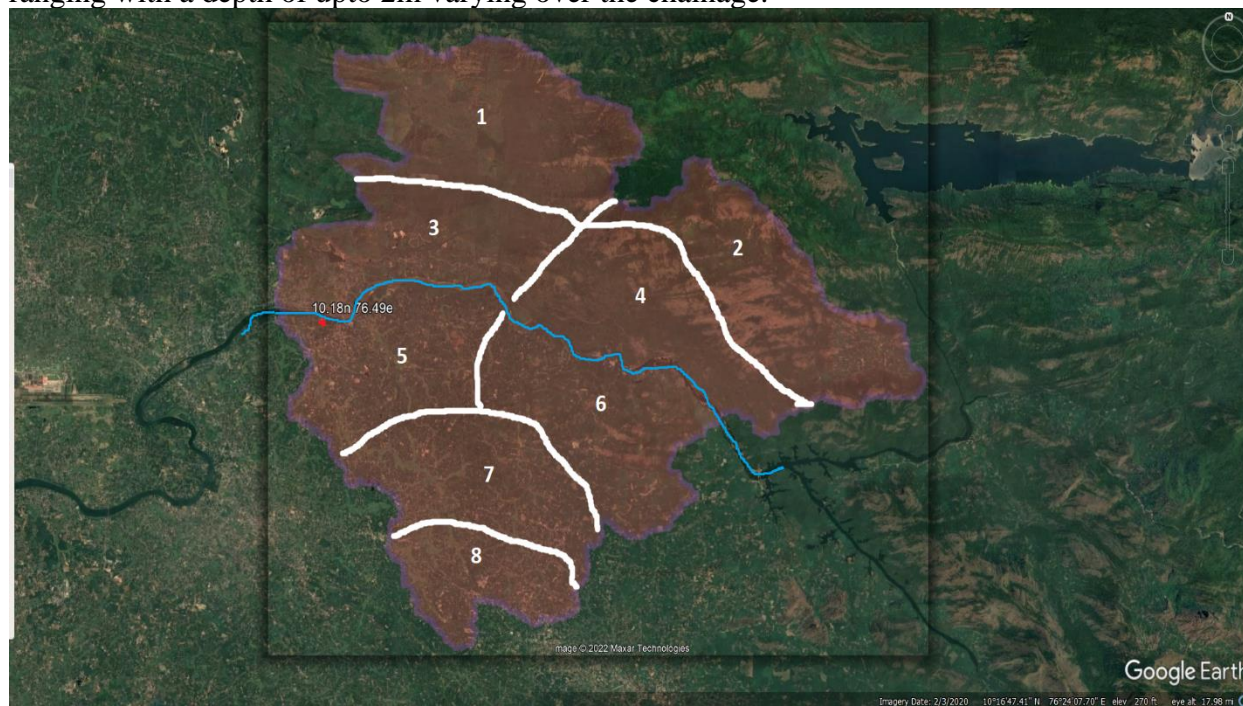 ranging with a depth of upto 2m varying over the chainage.
N
1
2
3
4
10.18n 76.49e
5
6
7
8
mage © 2022 Maxar Technologies
Google Earth
Imagery Date: 2/3/2020 10°16'47.41" N 76°24'07.70" E elev 270 ft eye alt 17.98 mi